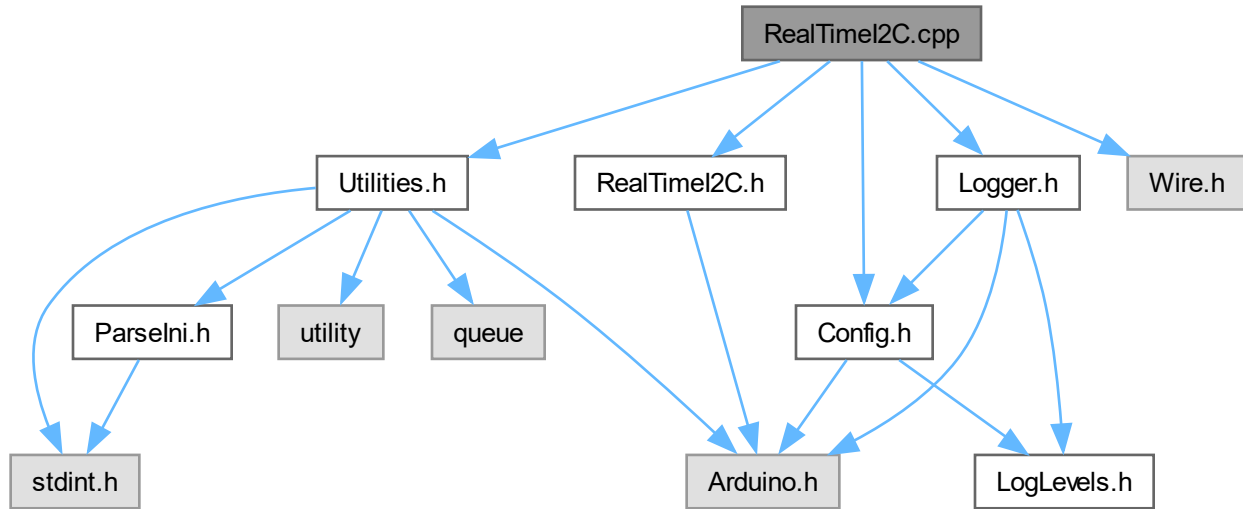 RealTimeI2C.cpp
Utilities.h
RealTimeI2C.h
Logger.h
Wire.h
ParseIni.h
utility
queue
Config.h
stdint.h
Arduino.h
LogLevels.h